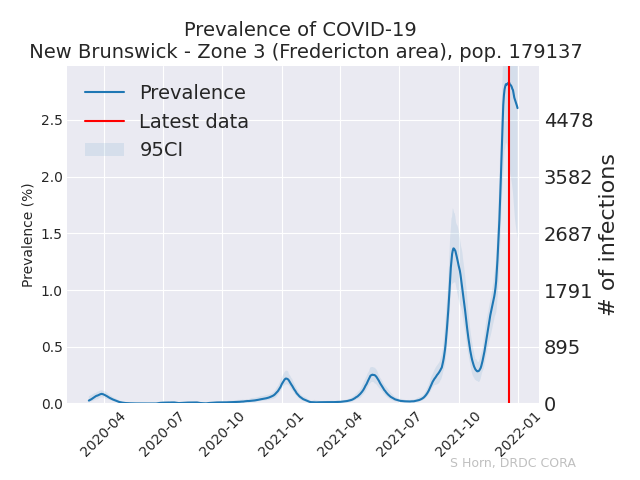 Prevalence of COVID-19
New Brunswick - Zone 3 (Fredericton area), pop. 179137
Prevalence
Latest data
95CI
Prevalence (%)
2.5
2.0
1.5
1.0
0.5
0.0
4478
3582
2687
1791
895
0
# of infections
2020-04
2020-07
2020-10
2021-01
2021-04
2021-07
2021-10
2022-01
S Horn, DRDC CORA